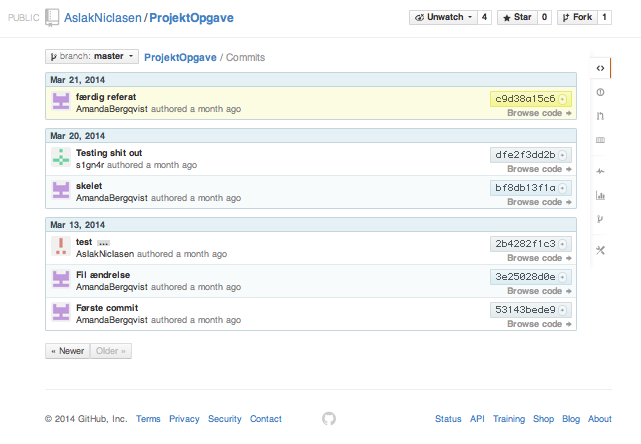 PUBLIC AslakNiclasen / ProjektOpgave Unwatch 4 Star 0 Fork 1
branch: master ProjektOpgave / Commits
Mar 21, 2014
færdig referat c9d38a15c6
AmandaBergqvist authored a month ago Browse code
Mar 20, 2014
Testing shit out dfe2f3dd2b
s1gn4r authored a month ago Browse code
skelet bf8db13f1a
AmandaBergqvist authored a month ago Browse code
Mar 13, 2014
test ... 2b4282f1c3
AslakNiclasen authored a month ago Browse code
Fil ændrelse 3e25028d0e
AmandaBergqvist authored a month ago Browse code
Første commit 53143bede9
AmandaBergqvist authored a month ago Browse code
« Newer Older »
© 2014 GitHub, Inc. Terms Privacy Security Contact Status API Training Shop Blog About